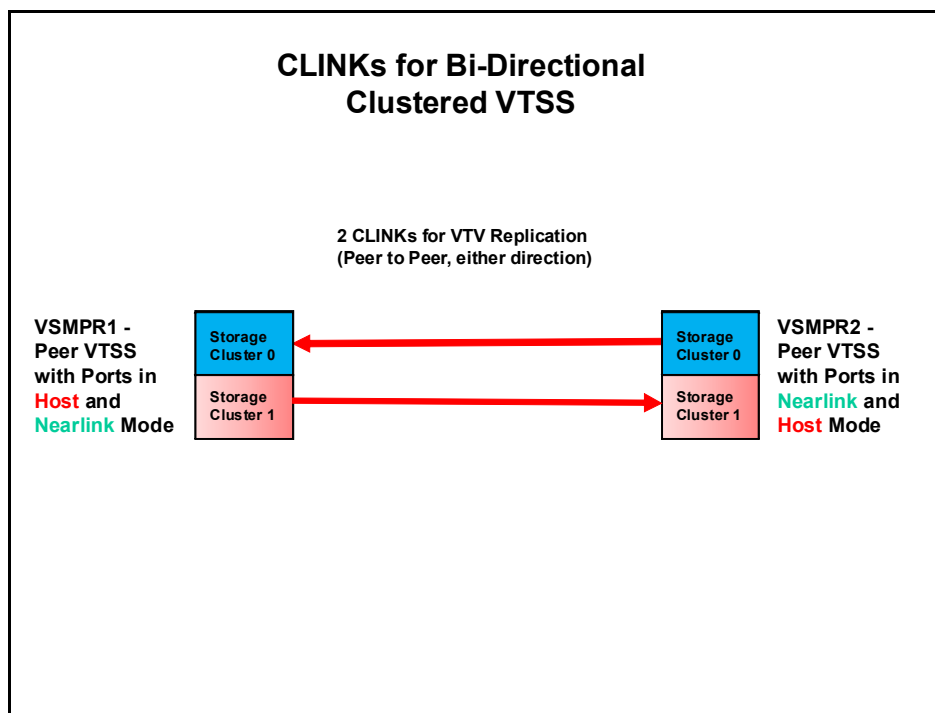 CLINKs for Bi-Directional
Clustered VTSS
2 CLINKs for VTV Replication
(Peer to Peer, either direction)
VSMPR1 -
Peer VTSS
with Ports in
Host and
Nearlink Mode
Storage
Cluster 0
Storage
Cluster 1
Storage
Cluster 0
Storage
Cluster 1
VSMPR2 -
Peer VTSS
with Ports in
Nearlink and
Host Mode